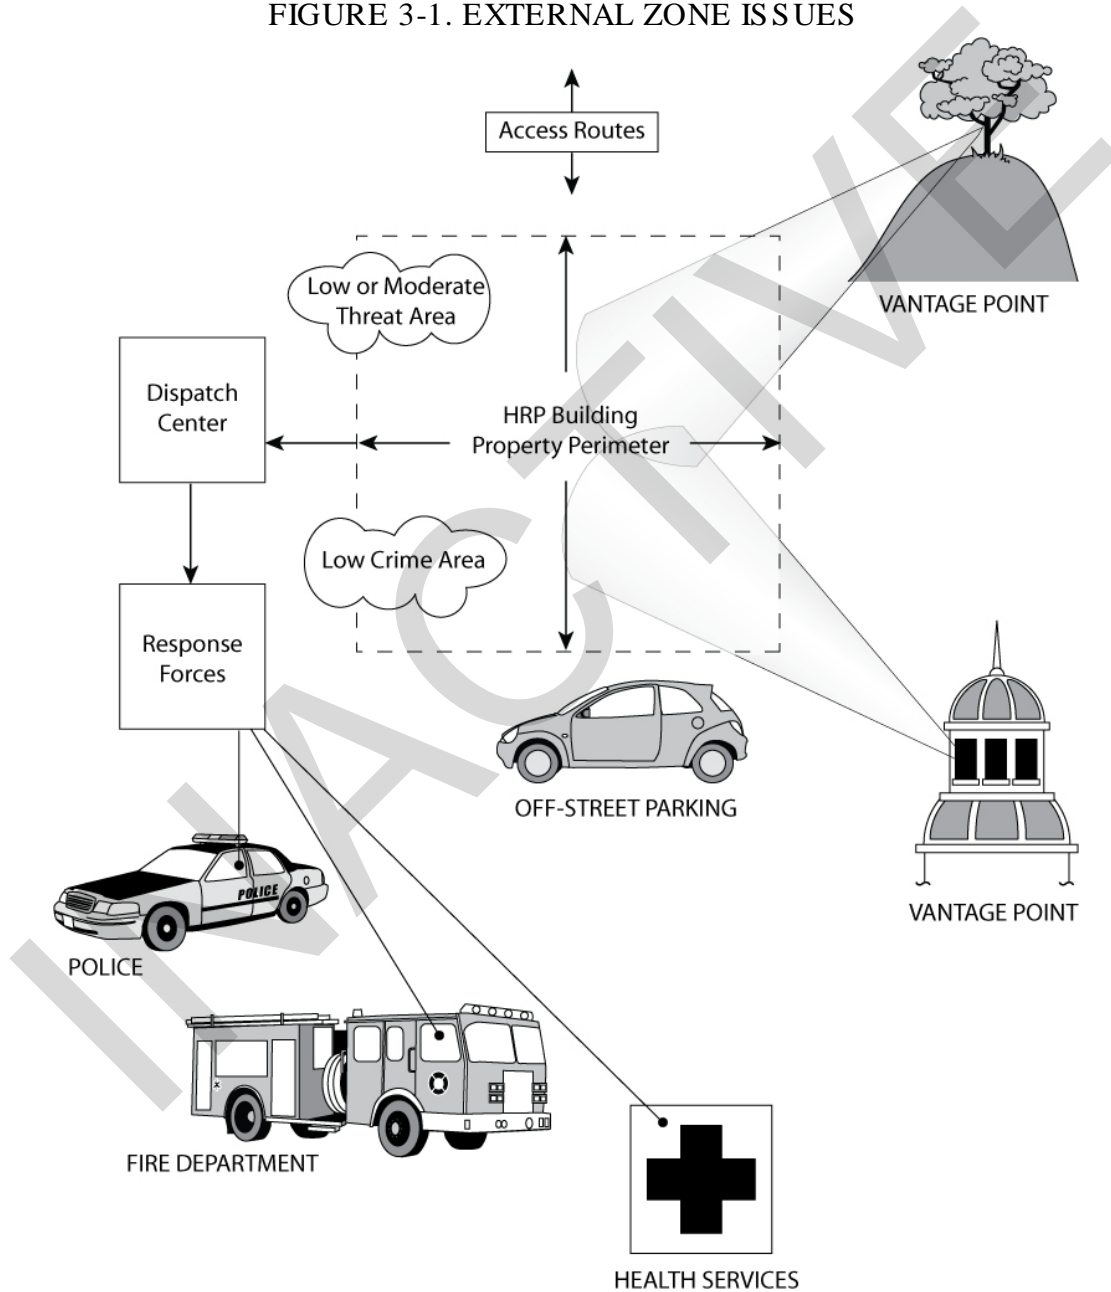 FIGURE 3-1. EXTERNAL ZONE ISSUES
Access Routes
VANTAGE POINT
Low or Moderate
Threat Area
Dispatch
Center
HRP Building
Property Perimeter
Low Crime Area
Response
Forces
OFF-STREET PARKING
VANTAGE POINT
POLICE
POLICE
FIRE DEPARTMENT
HEALTH SERVICES
INACTIVE